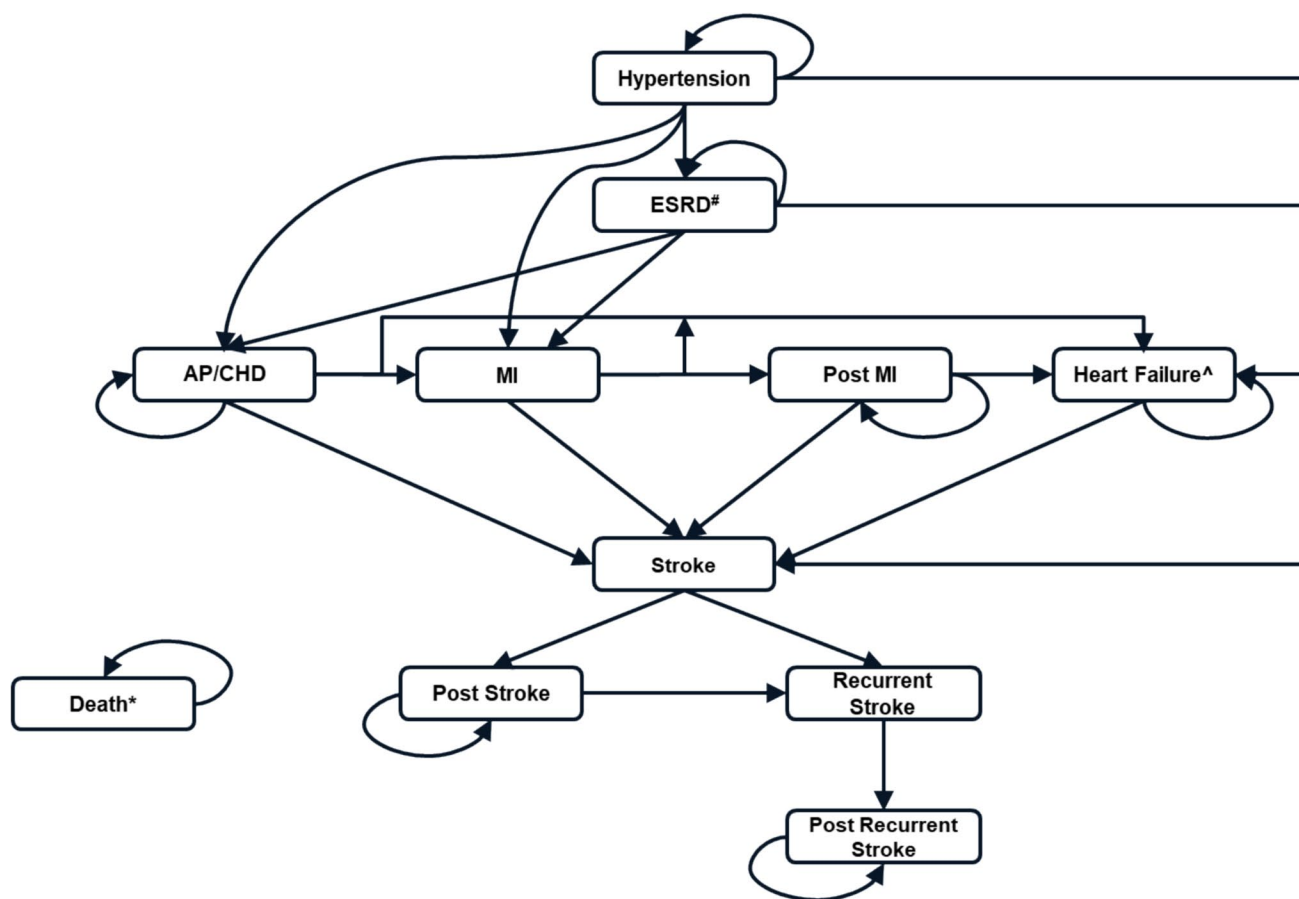 Hypertension
ESRD#
AP/CHD
MI
Post MI
Heart Failure^
Stroke
Death*
Post Stroke
Recurrent
Stroke
Post Recurrent
Stroke